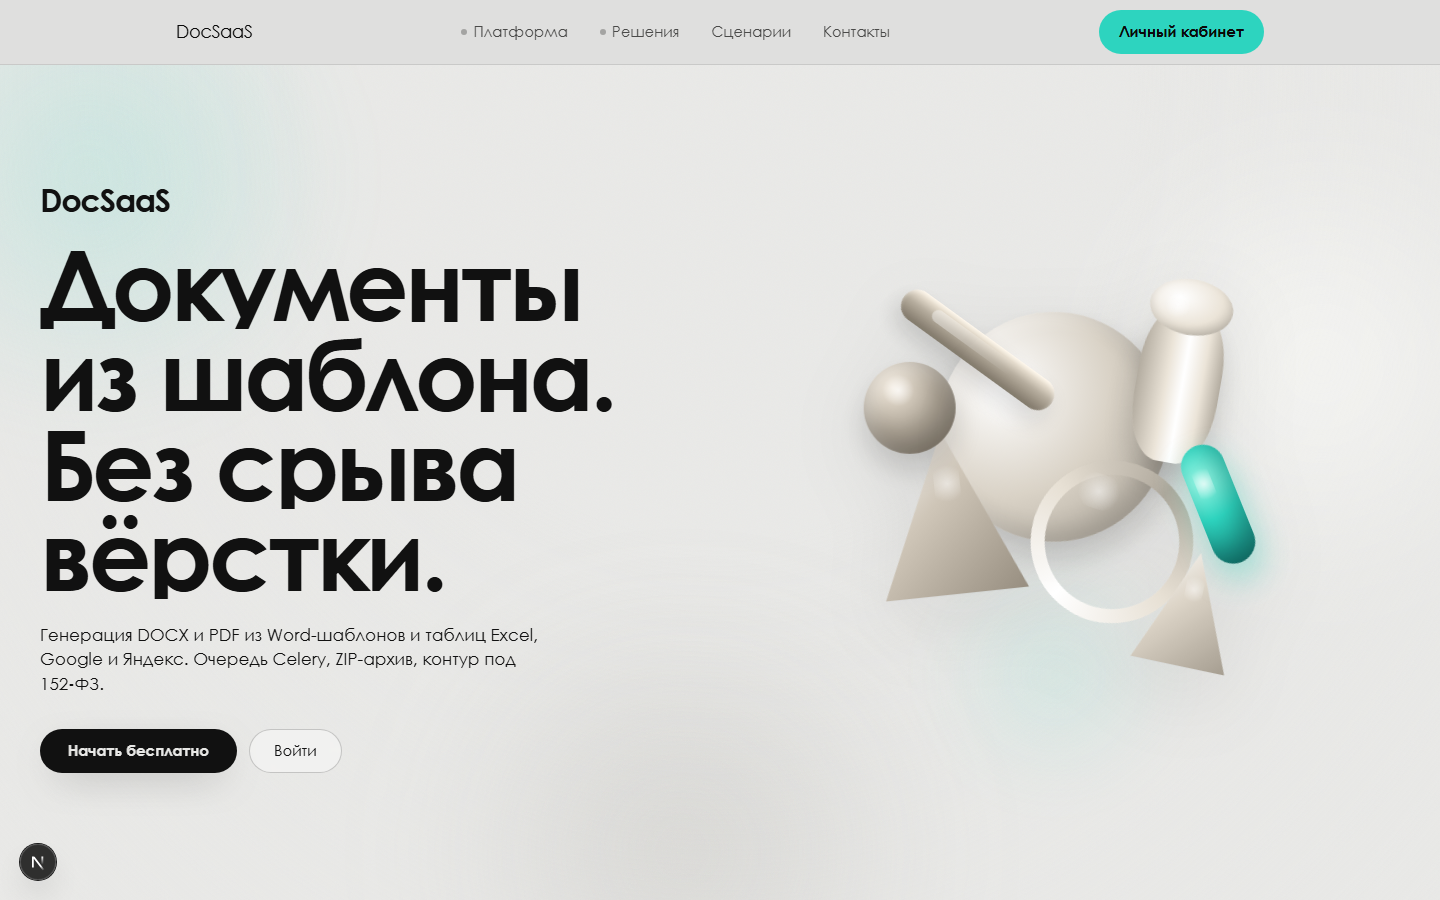 DocSaaS
Платформа
Решения
Сценарии
Контакты
Личный кабинет
DocSaaS
Документы
из шаблона.
Без срыва
вёрстки.
Генерация DOCX и PDF из Word-шаблонов и таблиц Excel,
Google и Яндекс. Очередь Celery, ZIP-архив, контур под
152-ФЗ.
Начать бесплатно
Войти
N